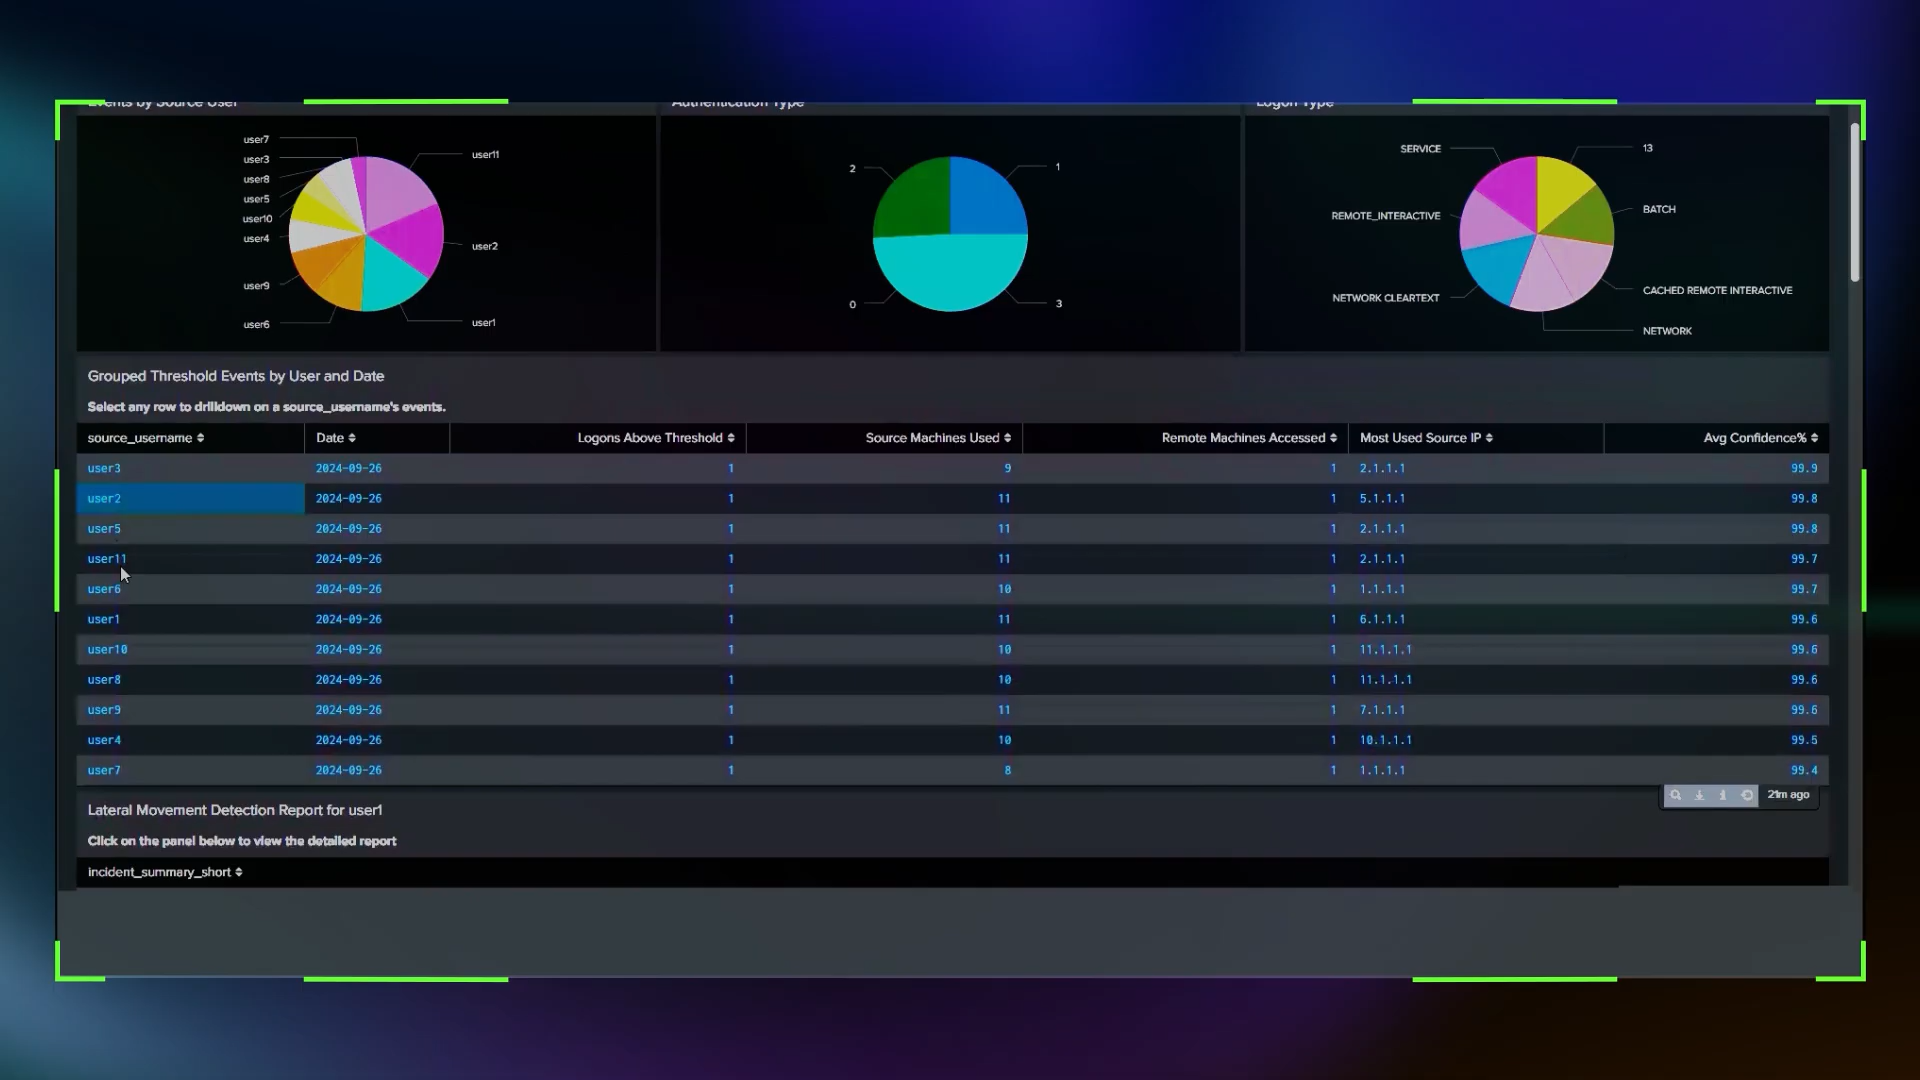 Events by Source User
Authentication Type
Logon Type
user7
user3
user8
user5
user10
user4
user9
user6
user11
user2
user1
2
0
1
3
SERVICE
REMOTE_INTERACTIVE
NETWORK CLEARTEXT
13
BATCH
CACHED REMOTE INTERACTIVE
NETWORK
Grouped Threshold Events by User and Date
Select any row to drilldown on a source_username's events.
source_username Date Logons Above Threshold Source Machines Used Remote Machines Accessed Most Used Source IP Avg Confidence%
user3 2024-09-26 1 9 1 2.1.1.1 99.9
user2 2024-09-26 1 11 1 5.1.1.1 99.8
user5 2024-09-26 1 11 1 2.1.1.1 99.8
user11 2024-09-26 1 11 1 2.1.1.1 99.7
user6 2024-09-26 1 10 1 1.1.1.1 99.7
user1 2024-09-26 1 11 1 6.1.1.1 99.6
user10 2024-09-26 1 10 1 11.1.1.1 99.6
user8 2024-09-26 1 10 1 11.1.1.1 99.6
user9 2024-09-26 1 11 1 7.1.1.1 99.6
user4 2024-09-26 1 10 1 10.1.1.1 99.5
user7 2024-09-26 1 8 1 1.1.1.1 99.4
21m ago
Lateral Movement Detection Report for user1
Click on the panel below to view the detailed report
incident_summary_short